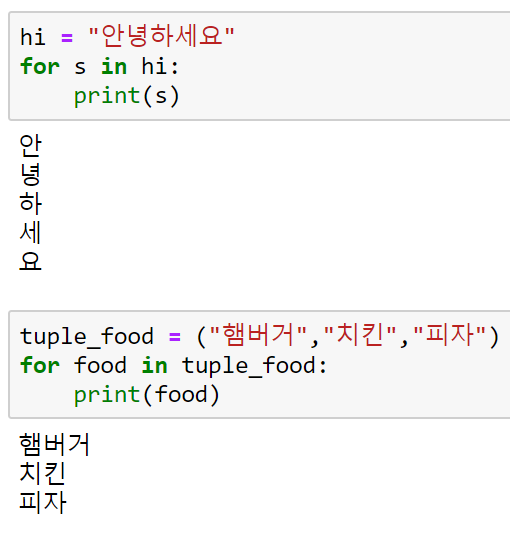 hi = "안녕하세요"
for s in hi:
    print(s)
안
녕
하
세
요
tuple_food = ("햄버거","치킨","피자")
for food in tuple_food:
    print(food)
햄버거
치킨
피자